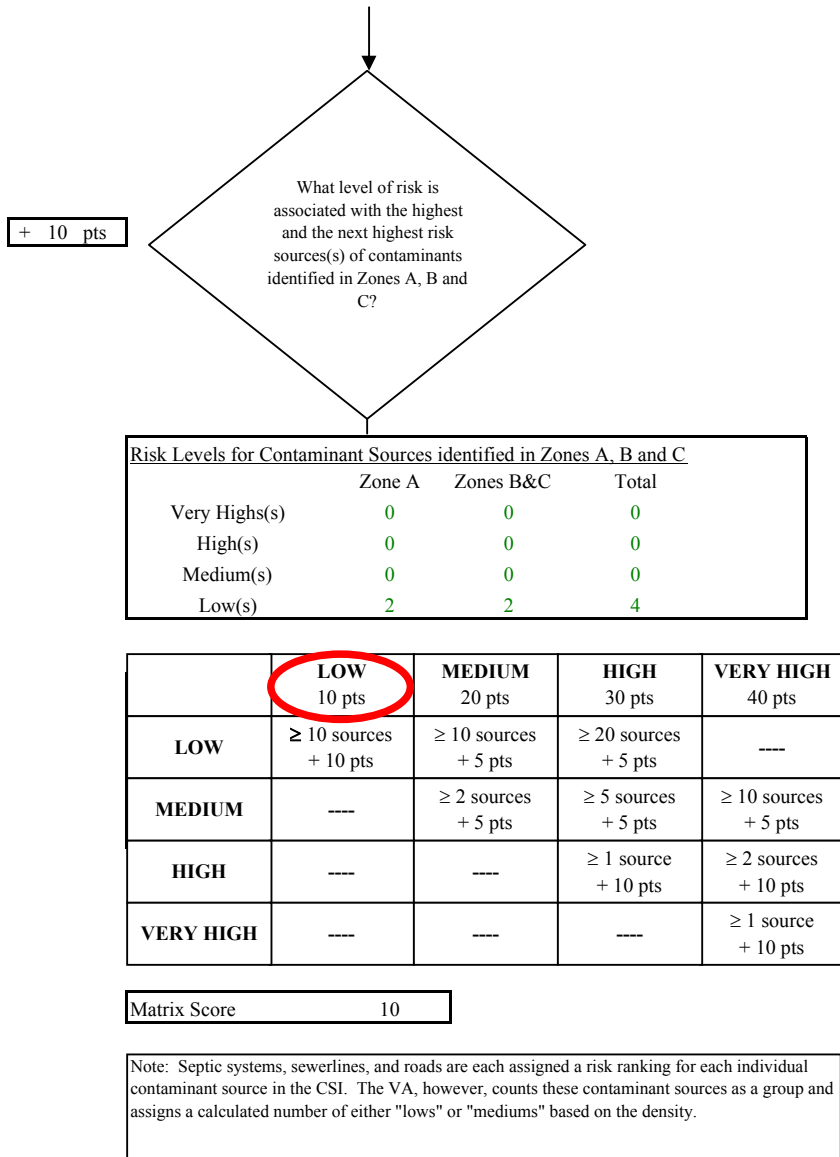 What level of risk is
associated with the highest
and the next highest risk
sources(s) of contaminants
identified in Zones A, B and
C?
+ 10 pts
Risk Levels for Contaminant Sources identified in Zones A, B and C
Zone A Zones B&C Total
Very Highs(s) 0 0 0
High(s) 0 0 0
Medium(s) 0 0 0
Low(s) 2 2 4
LOW MEDIUM HIGH VERY HIGH
10 pts 20 pts 30 pts 40 pts
LOW ≥ 10 sources + 10 pts ≥ 10 sources + 5 pts ≥ 20 sources + 5 pts ----
MEDIUM ---- ≥ 2 sources + 5 pts ≥ 5 sources + 5 pts ≥ 10 sources + 5 pts
HIGH ---- ---- ≥ 1 source + 10 pts ≥ 2 sources + 10 pts
VERY HIGH ---- ---- ---- ≥ 1 source + 10 pts
Matrix Score 10
Note: Septic systems, sewerlines, and roads are each assigned a risk ranking for each individual
contaminant source in the CSI. The VA, however, counts these contaminant sources as a group and
assigns a calculated number of either "lows" or "mediums" based on the density.